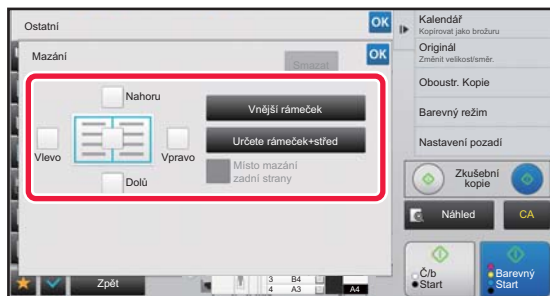 Ostatní
OK
Mazání
Smazat
OK
Nahoru
Vlevo
Vpravo
Dolů
Vnější rámeček
Určete rámeček+střed
Místo mazání
zadní strany
Zpět
3 B4
4 A3
A4
Kalendář
Kopírovat jako brožuru
Originál
Změnit velikost/směr.
Oboustr. Kopie
Barevný režim
Nastavení pozadí
Zkušební
kopie
Náhled
CA
Č/b
Start
Barevný
Start